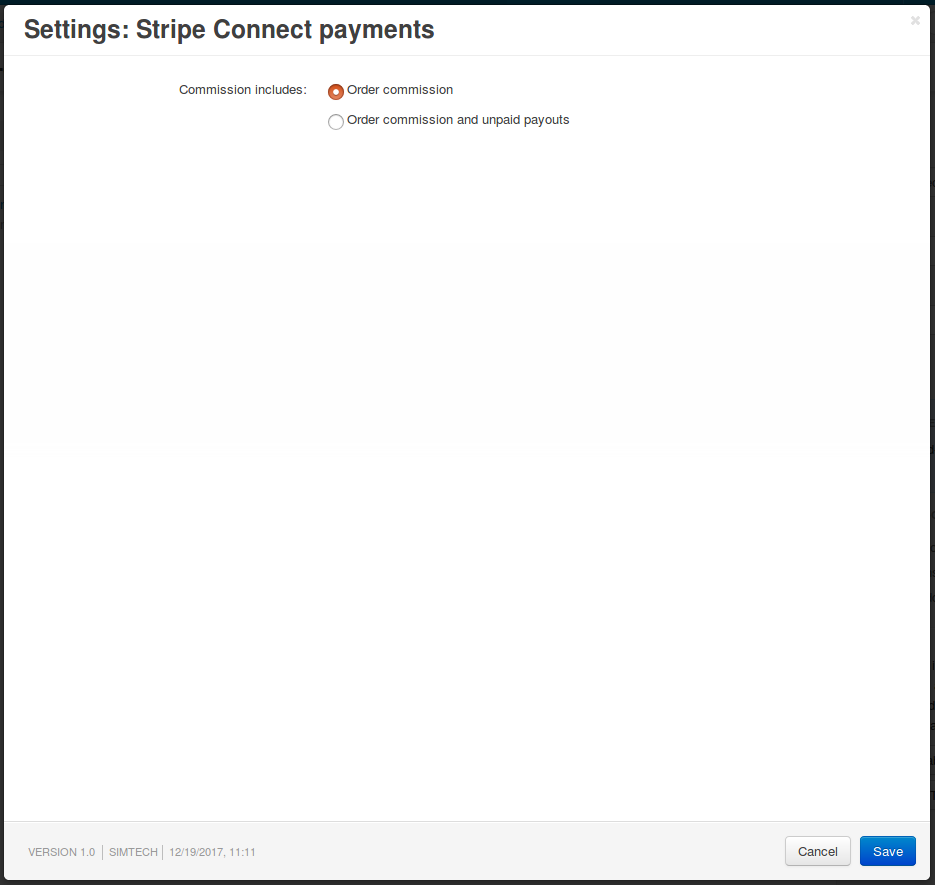 Settings: Stripe Connect payments
Commission includes: Order commission
Order commission and unpaid payouts
VERSION 1.0 SIMTECH 12/19/2017, 11:11 Cancel Save